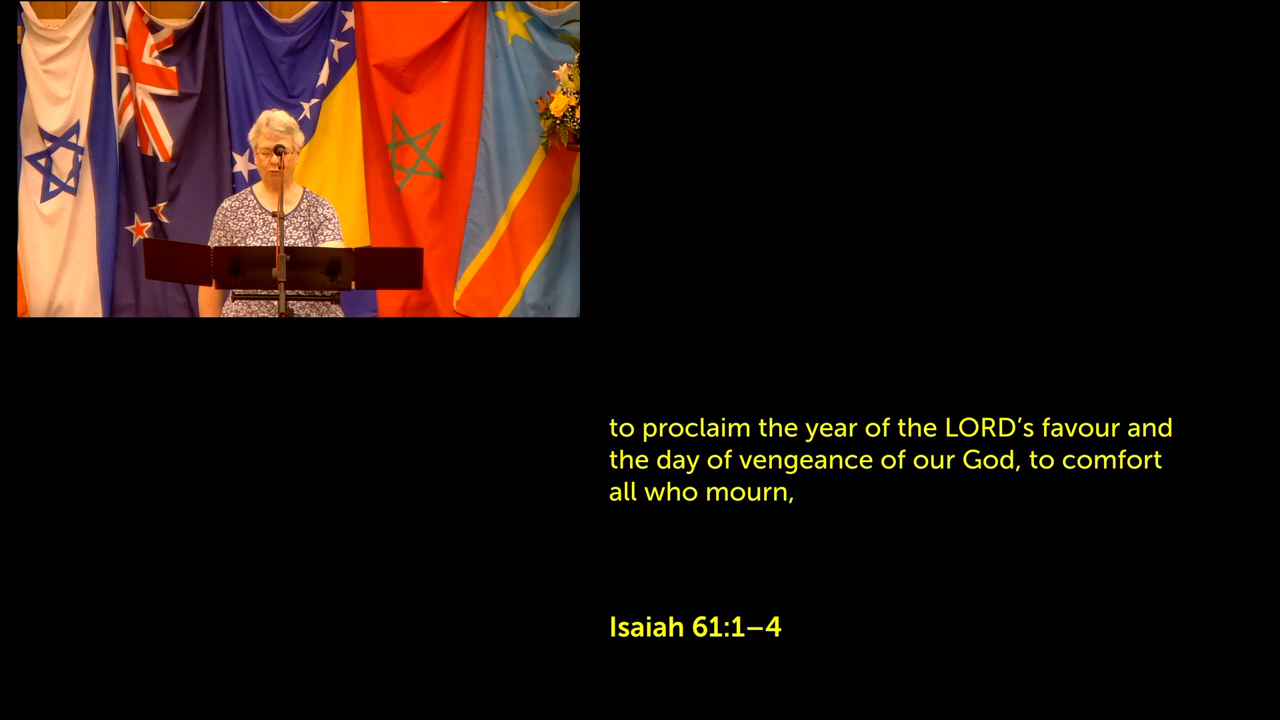 to proclaim the year of the LORD’s favour and
the day of vengeance of our God, to comfort
all who mourn,
Isaiah 61:1–4